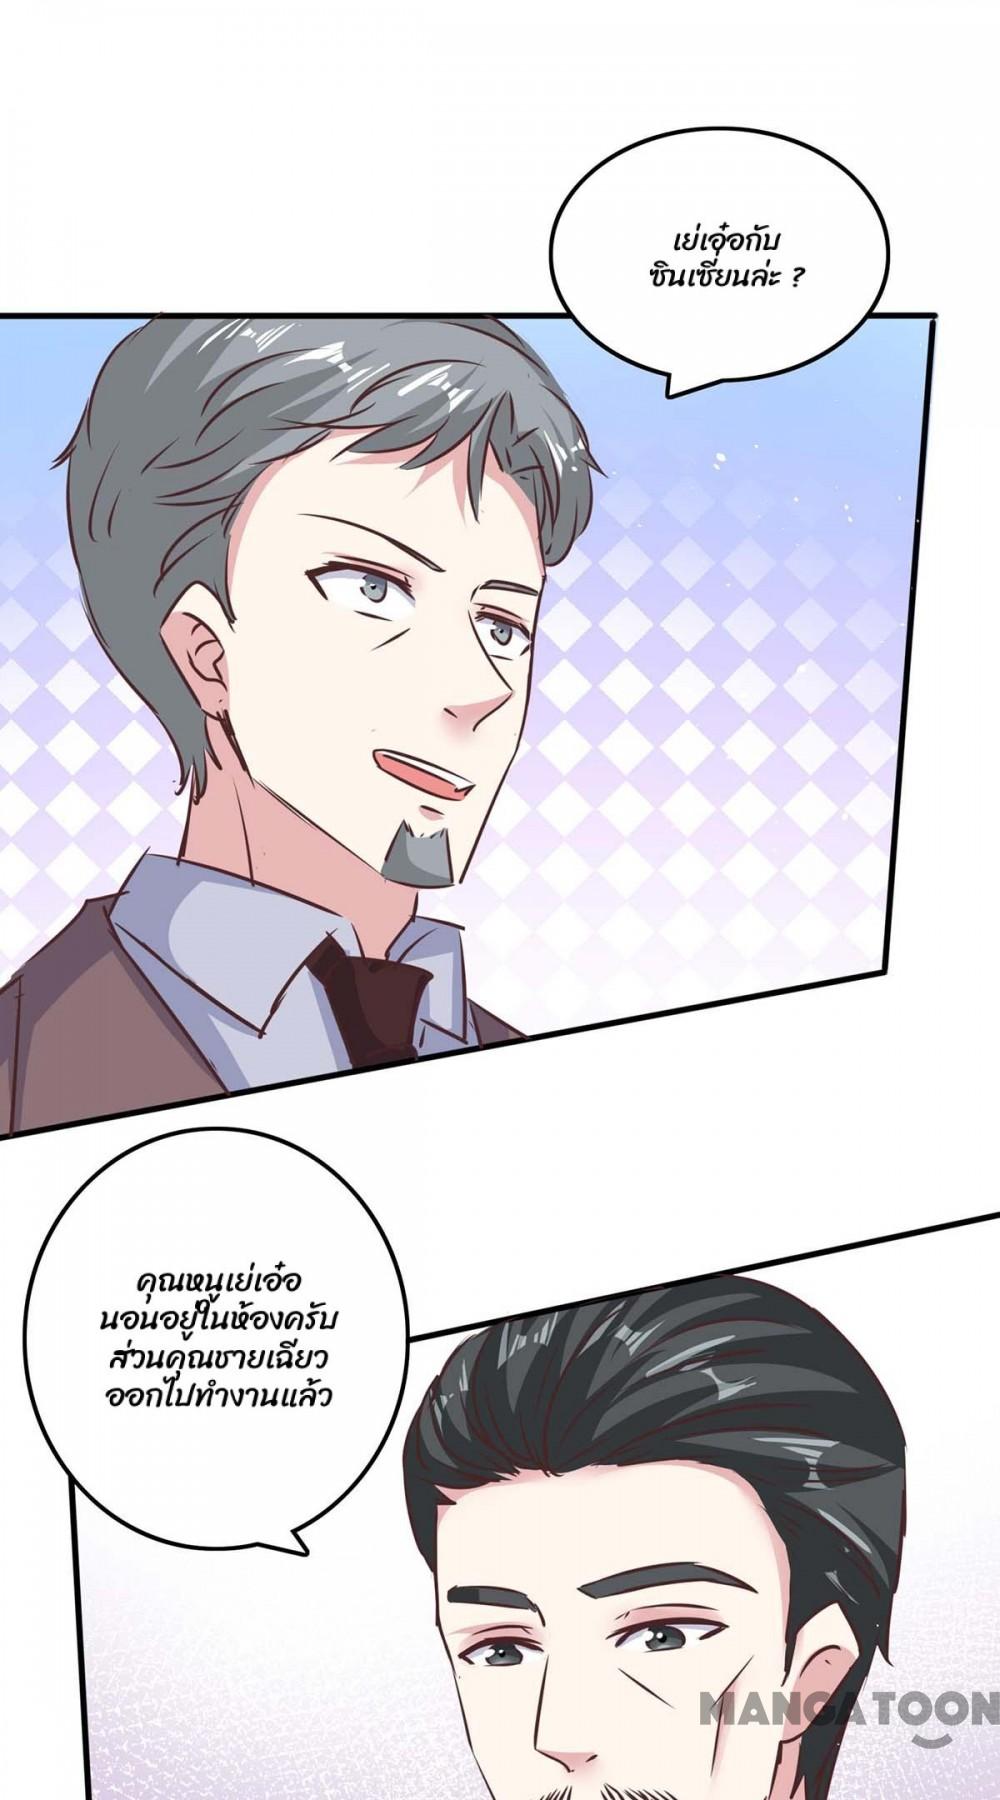 เย่เอ๋อกับ
ซินเซี่ยนล่ะ ?
คุณหนูเย่เอ๋อ
นอนอยู่ในห้องครับ
ส่วนคุณชายเฉียว
ออกไปทำงานแล้ว
MANGATOON